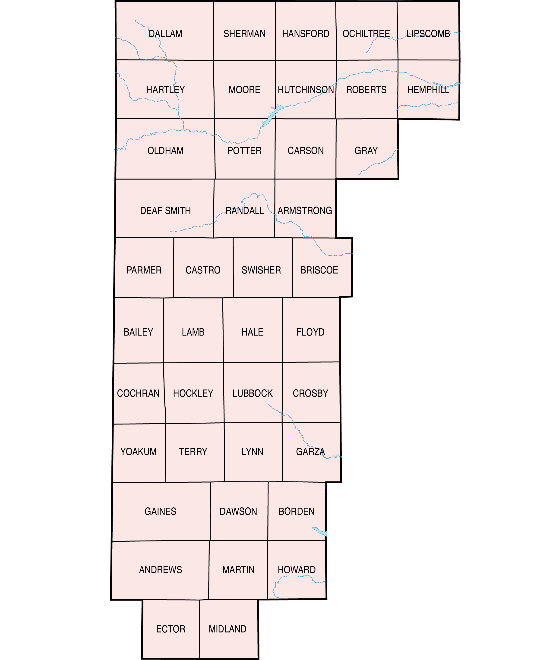 DALLAM SHERMAN HANSFORD OCHILTREE LIPSCOMB
HARTLEY MOORE HUTCHINSON ROBERTS HEMPHILL
OLDHAM POTTER CARSON GRAY
DEAF SMITH RANDALL ARMSTRONG
PARMER CASTRO SWISHER BRISCOE
BAILEY LAMB HALE FLOYD
COCHRAN HOCKLEY LUBBOCK CROSBY
YOAKUM TERRY LYNN GARZA
GAINES DAWSON BORDEN
ANDREWS MARTIN HOWARD
ECTOR MIDLAND